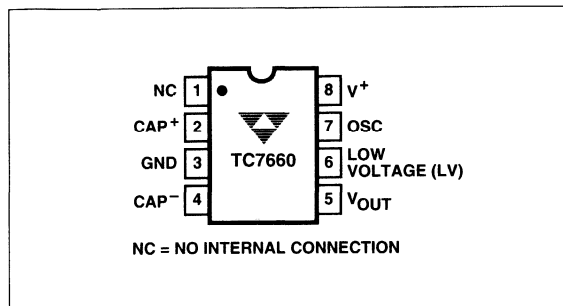 NC 1 8 V+
CAP+ 2 7 OSC
GND 3 TC7660 6 LOW VOLTAGE (LV)
CAP− 4 5 VOUT
NC = NO INTERNAL CONNECTION